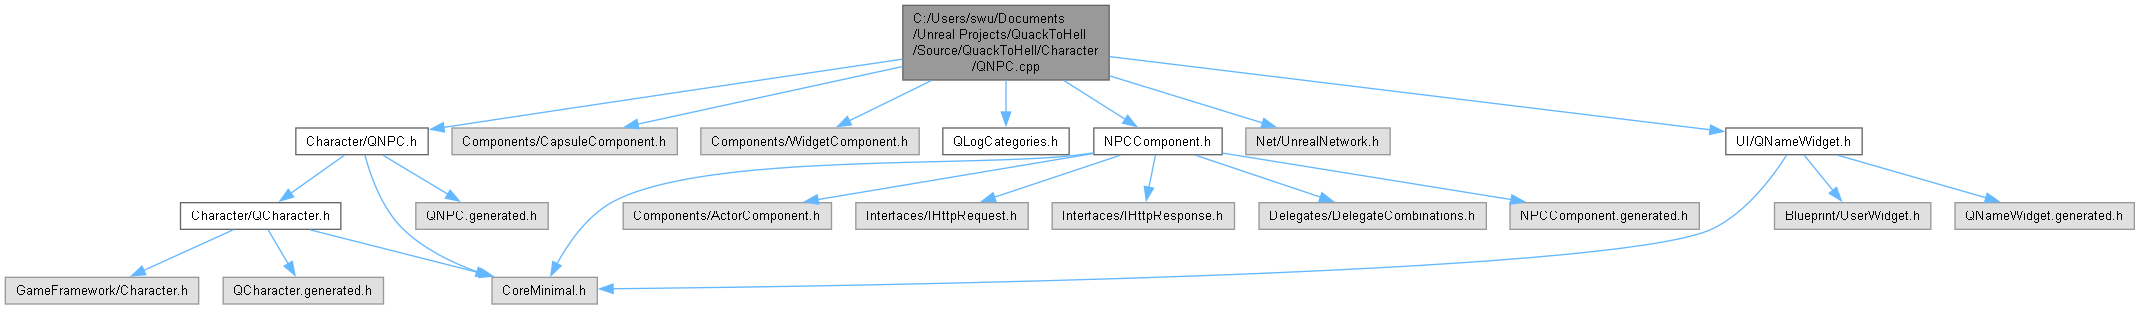 C:/Users/swu/Documents
/Unreal Projects/QuackToHell
/Source/QuackToHell/Character
/QNPC.cpp
Character/QNPC.h
Components/CapsuleComponent.h
Components/WidgetComponent.h
QLogCategories.h
NPCComponent.h
Net/UnrealNetwork.h
UI/QNameWidget.h
Character/QCharacter.h
QNPC.generated.h
Components/ActorComponent.h
Interfaces/IHttpRequest.h
Interfaces/IHttpResponse.h
Delegates/DelegateCombinations.h
NPCComponent.generated.h
Blueprint/UserWidget.h
QNameWidget.generated.h
GameFramework/Character.h
QCharacter.generated.h
CoreMinimal.h